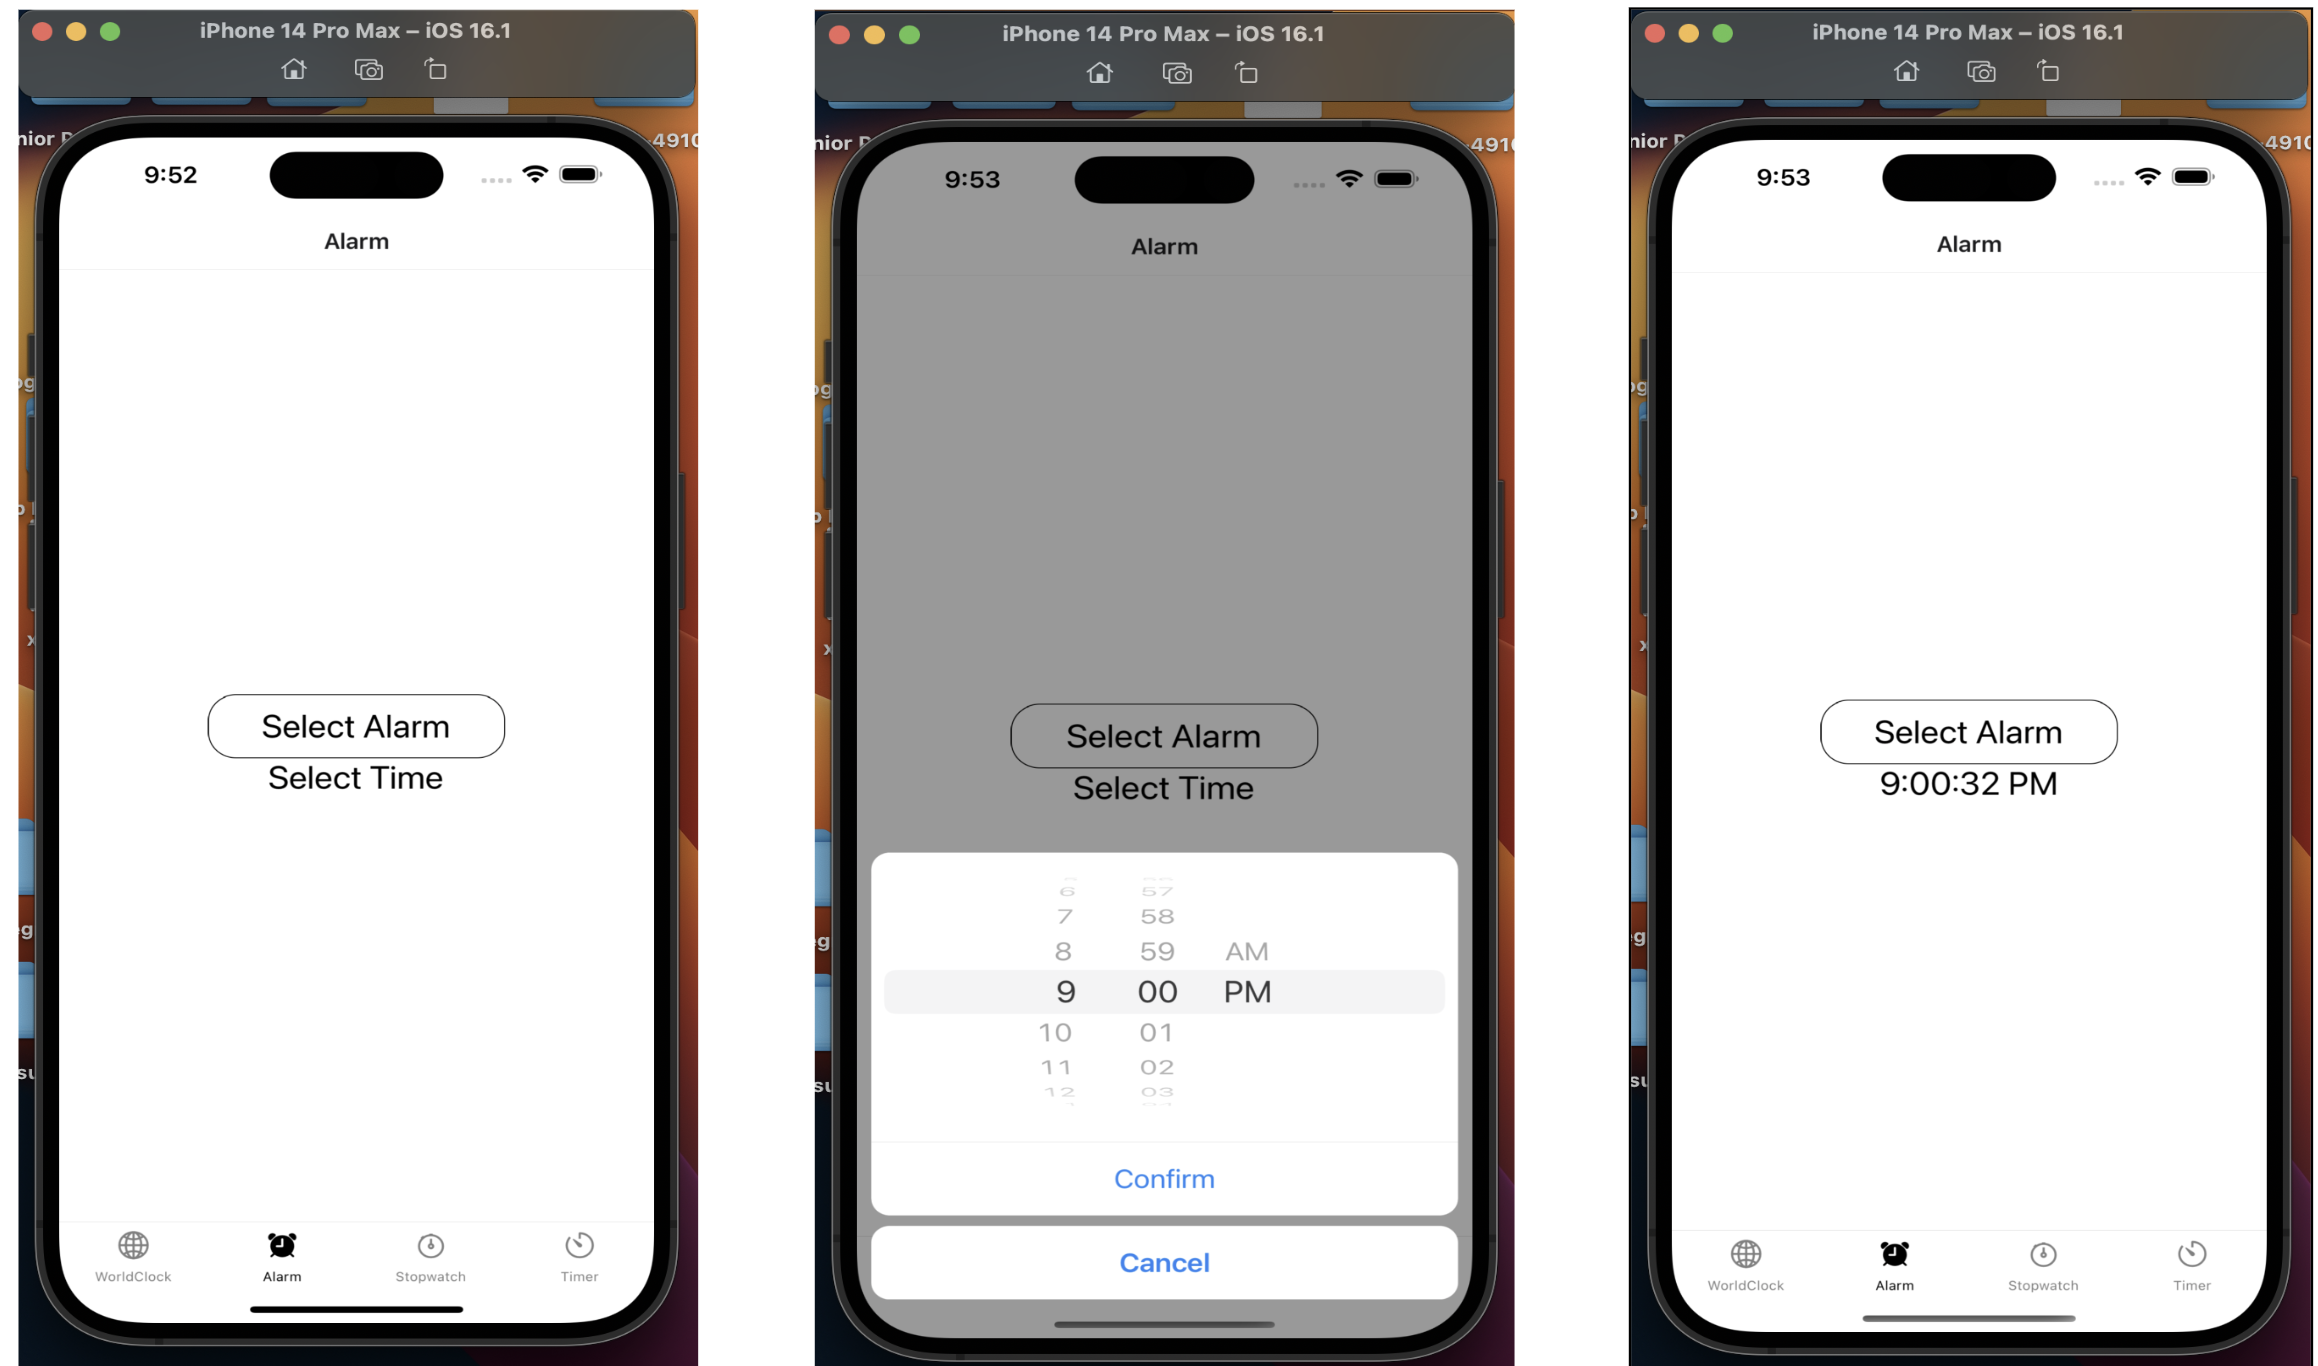 iPhone 14 Pro Max – iOS 16.1
nior
491
9:52
Alarm
Select Alarm
Select Time
WorldClock
Alarm
Stopwatch
Timer
iPhone 14 Pro Max – iOS 16.1
nior
491
9:53
Alarm
Select Alarm
Select Time
6 57
7 58
8 59 AM
9 00 PM
10 01
11 02
12 03
Confirm
Cancel
iPhone 14 Pro Max – iOS 16.1
nior
491
9:53
Alarm
Select Alarm
9:00:32 PM
WorldClock
Alarm
Stopwatch
Timer